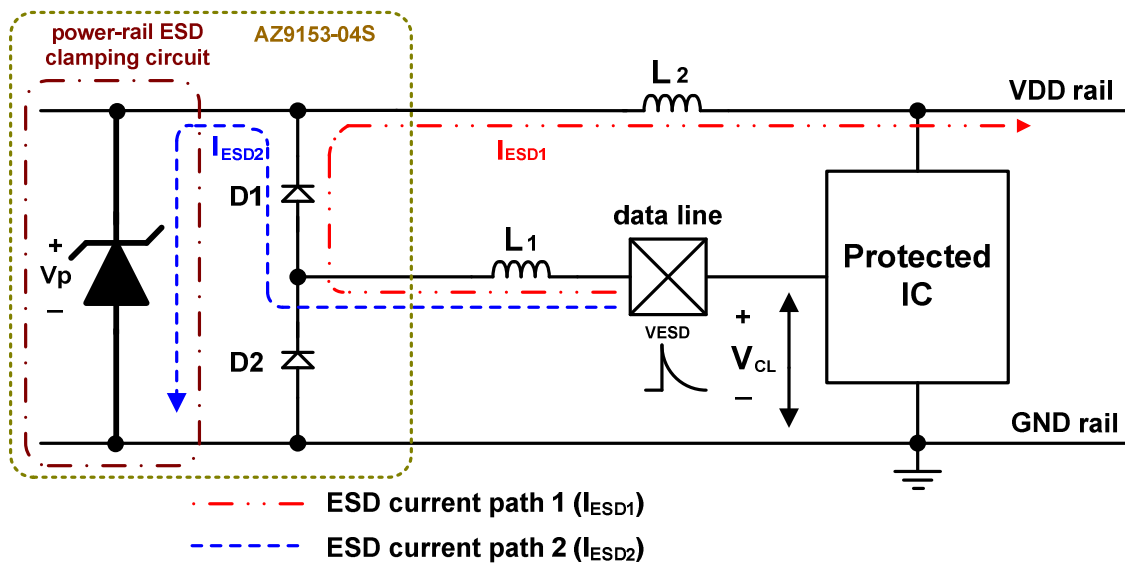 power-rail ESD
clamping circuit
AZ9153-04S
L2
VDD rail
IESD2
IESD1
D1
data line
L1
+
Vp
–
Protected
IC
VESD
+
VCL
–
D2
GND rail
ESD current path 1 (IESD1)
ESD current path 2 (IESD2)